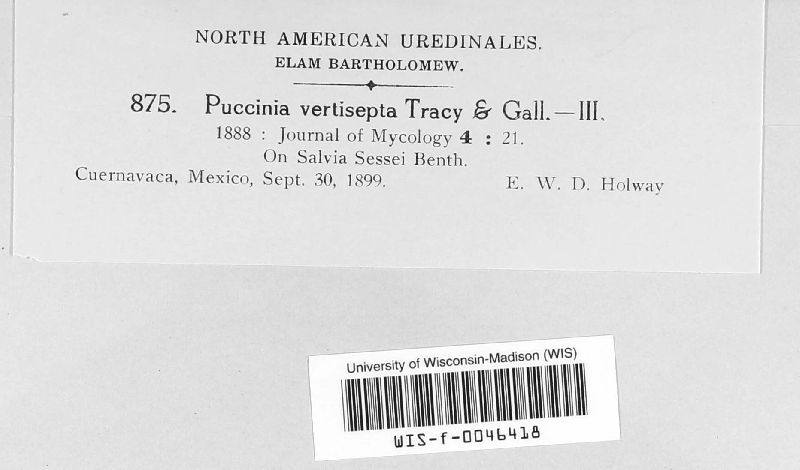 NORTH AMERICAN UREDINALES.
ELAM BARTHOLOMEW.
875. Puccinia vertisepta Tracy & Gall.—III.
1888 : Journal of Mycology 4 : 21.
On Salvia Sessei Benth.
Cuernavaca, Mexico, Sept. 30, 1899. E. W. D. Holway
University of Wisconsin-Madison (WIS)
WIS-f-0046418